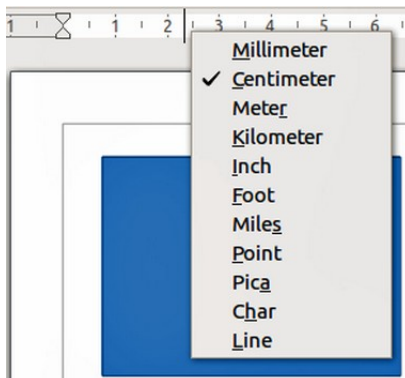 1 1 2 3 4 5 6
Millimeter
Centimeter
Meter
Kilometer
Inch
Foot
Miles
Point
Pica
Char
Line